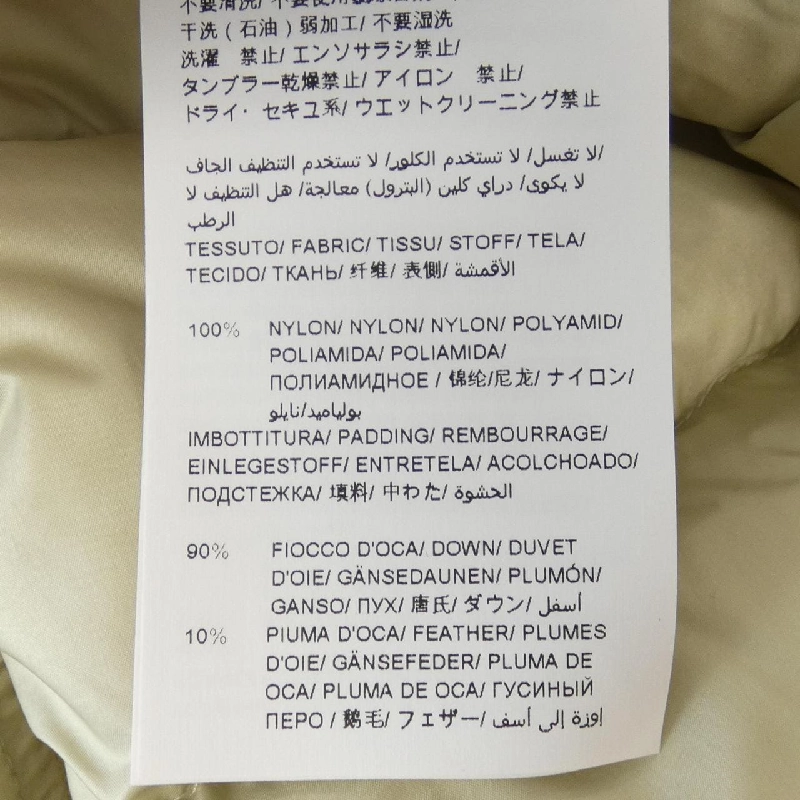 干洗（石油）弱加工/ 不要湿洗
洗濯　禁止/ エンソサラシ禁止/
タンブラー乾燥禁止/ アイロン　禁止/
ドライ・セキユ系/ ウエットクリーニング禁止
لا تغسل/ لا تستخدم الكلور/ لا تستخدم التنظيف الجاف/
لا يكوى/ دراي كلين (البترول) معالجة/ هل التنظيف لا
الرطب
TESSUTO/ FABRIC/ TISSU/ STOFF/ TELA/
TECIDO/ ТКАНЬ/ 纤维/ 表側/ الأقمشة
100% NYLON/ NYLON/ NYLON/ POLYAMID/
POLIAMIDA/ POLIAMIDA/
ПОЛИАМИДНОЕ / 锦纶/尼龙/ ナイロン/
بولياميد/نايلو
IMBOTTITURA/ PADDING/ REMBOURRAGE/
EINLEGESTOFF/ ENTRETELA/ ACOLCHOADO/
ПОДСТЕЖКА/ 填料/ 中わた/ الحشوة
90% FIOCCO D'OCA/ DOWN/ DUVET
D'OIE/ GÄNSEDAUNEN/ PLUMÓN/
GANSO/ ПУХ/ 唐氏/ ダウン/ أسفل
10% PIUMA D'OCA/ FEATHER/ PLUMES
D'OIE/ GÄNSEFEDER/ PLUMA DE
OCA/ PLUMA DE OCA/ ГУСИНЫЙ
ПЕРО / 鵝毛/ フェザー/ إوزة إلى أسف